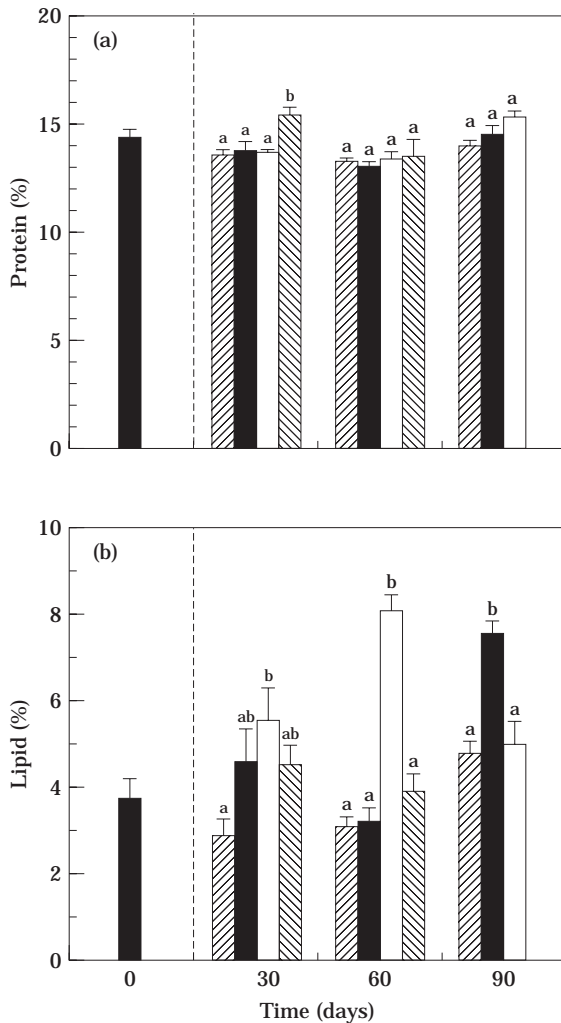 20
(a)
b
a a a
a a a a
a a a
15
10
5
0
Protein (%)
10
(b)
b
b
8
b
6
ab ab
a
a a
a a a
4
2
0
Lipid (%)
0 30 60 90
Time (days)